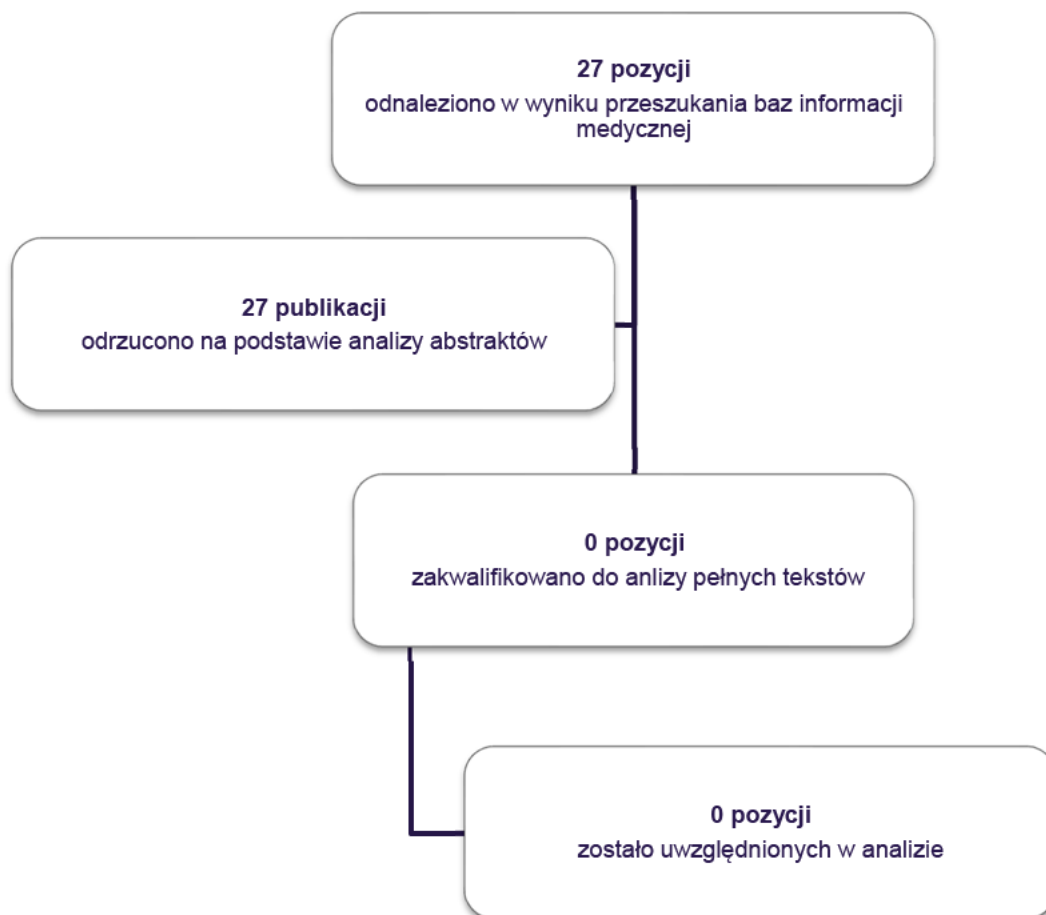 27 pozycji
odnaleziono w wyniku przeszukania baz informacji
medycznej
27 publikacji
odrzucono na podstawie analizy abstraktów
0 pozycji
zakwalifikowano do anlizy pełnych tekstów
0 pozycji
zostało uwzględnionych w analizie